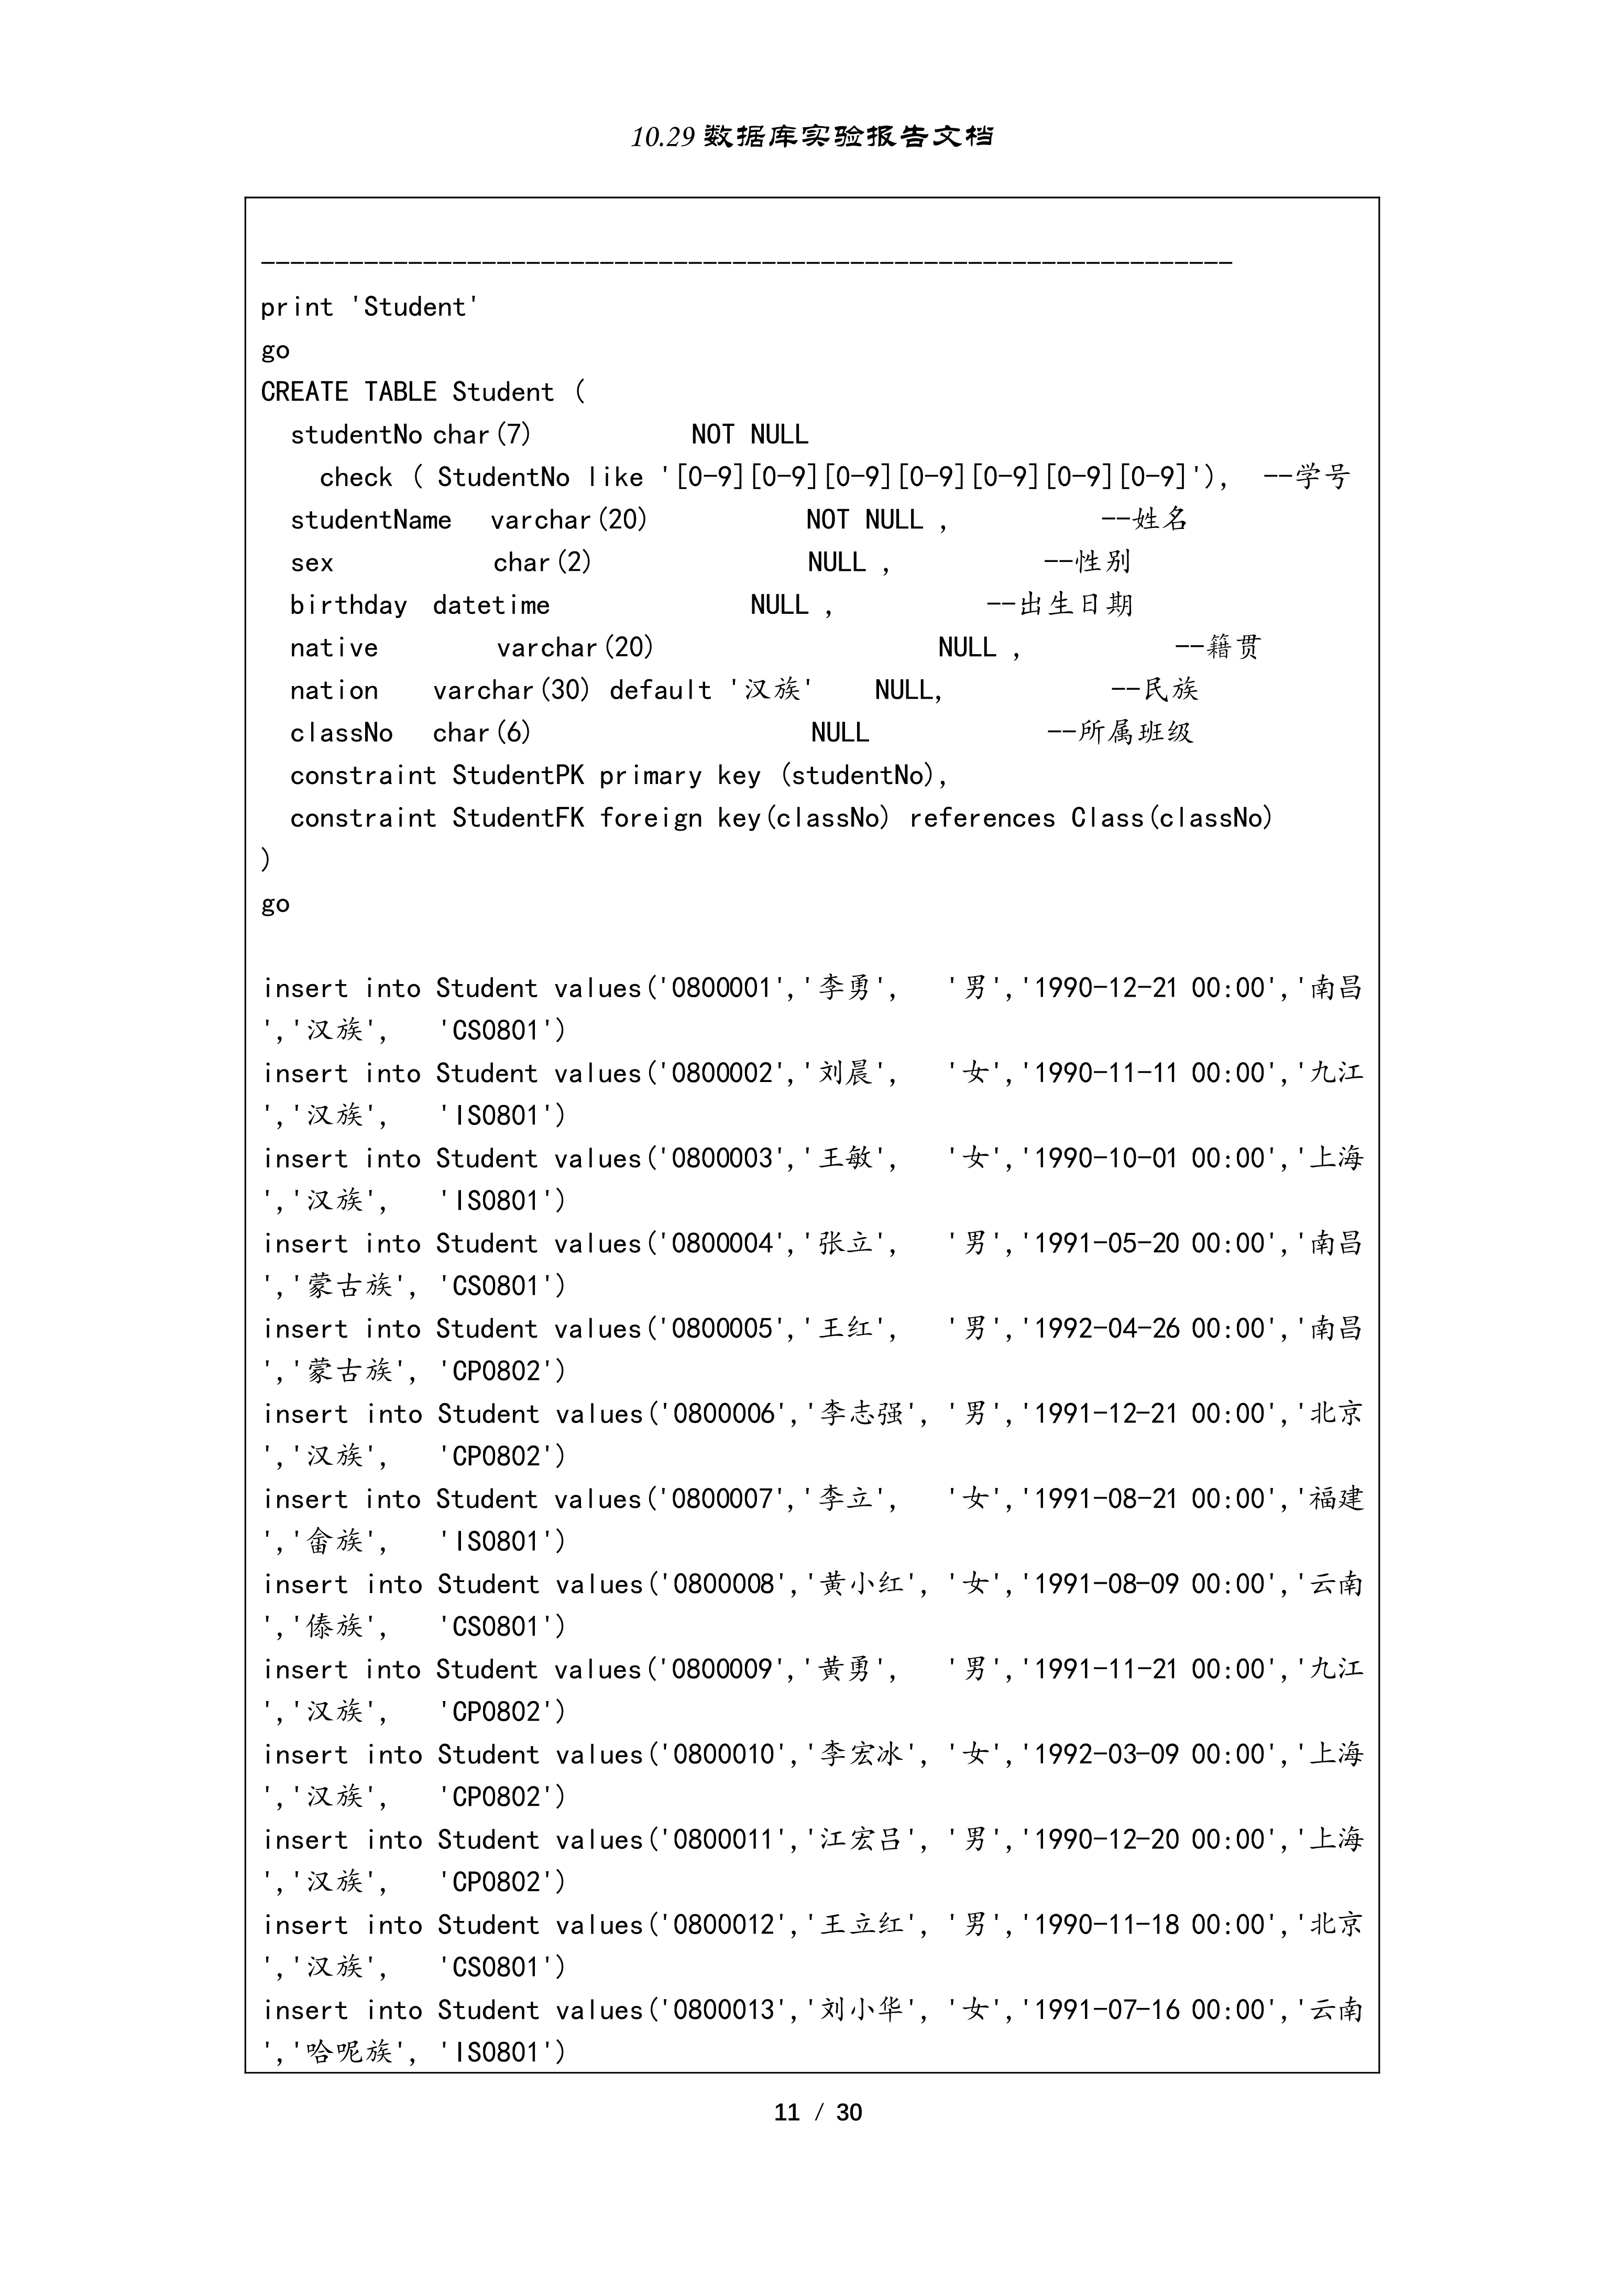 10.29 数据库实验报告文档
------------------------------------------------------------------
print 'Student'
go
CREATE TABLE Student (
  studentNo char(7)           NOT NULL
    check ( StudentNo like '[0-9][0-9][0-9][0-9][0-9][0-9][0-9]'),  --学号
  studentName   varchar(20)           NOT NULL ,           --姓名
  sex           char(2)               NULL ,           --性别
  birthday  datetime              NULL ,           --出生日期
  native        varchar(20)                    NULL ,           --籍贯
  nation    varchar(30) default '汉族'    NULL,            --民族
  classNo   char(6)                   NULL            --所属班级
  constraint StudentPK primary key (studentNo),
  constraint StudentFK foreign key(classNo) references Class(classNo)
)
go
insert into Student values('0800001','李勇',   '男','1990-12-21 00:00','南昌
','汉族',   'CS0801')
insert into Student values('0800002','刘晨',   '女','1990-11-11 00:00','九江
','汉族',   'IS0801')
insert into Student values('0800003','王敏',   '女','1990-10-01 00:00','上海
','汉族',   'IS0801')
insert into Student values('0800004','张立',   '男','1991-05-20 00:00','南昌
','蒙古族', 'CS0801')
insert into Student values('0800005','王红',   '男','1992-04-26 00:00','南昌
','蒙古族', 'CP0802')
insert into Student values('0800006','李志强', '男','1991-12-21 00:00','北京
','汉族',   'CP0802')
insert into Student values('0800007','李立',   '女','1991-08-21 00:00','福建
','畲族',   'IS0801')
insert into Student values('0800008','黄小红', '女','1991-08-09 00:00','云南
','傣族',   'CS0801')
insert into Student values('0800009','黄勇',   '男','1991-11-21 00:00','九江
','汉族',   'CP0802')
insert into Student values('0800010','李宏冰', '女','1992-03-09 00:00','上海
','汉族',   'CP0802')
insert into Student values('0800011','江宏吕', '男','1990-12-20 00:00','上海
','汉族',   'CP0802')
insert into Student values('0800012','王立红', '男','1990-11-18 00:00','北京
','汉族',   'CS0801')
insert into Student values('0800013','刘小华', '女','1991-07-16 00:00','云南
','哈呢族', 'IS0801')
11 / 30